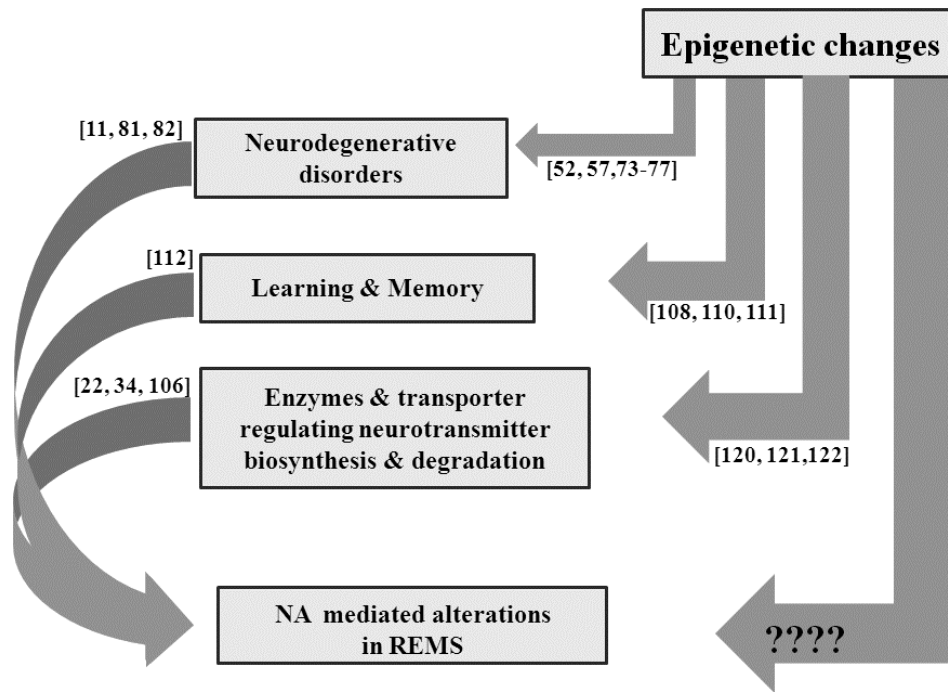 Epigenetic changes
[11, 81, 82]
Neurodegenerative
disorders
[52, 57,73-77]
[112]
Learning & Memory
[108, 110, 111]
[22, 34, 106]
Enzymes & transporter
regulating neurotransmitter
biosynthesis & degradation
[120, 121,122]
NA mediated alterations
in REMS
????